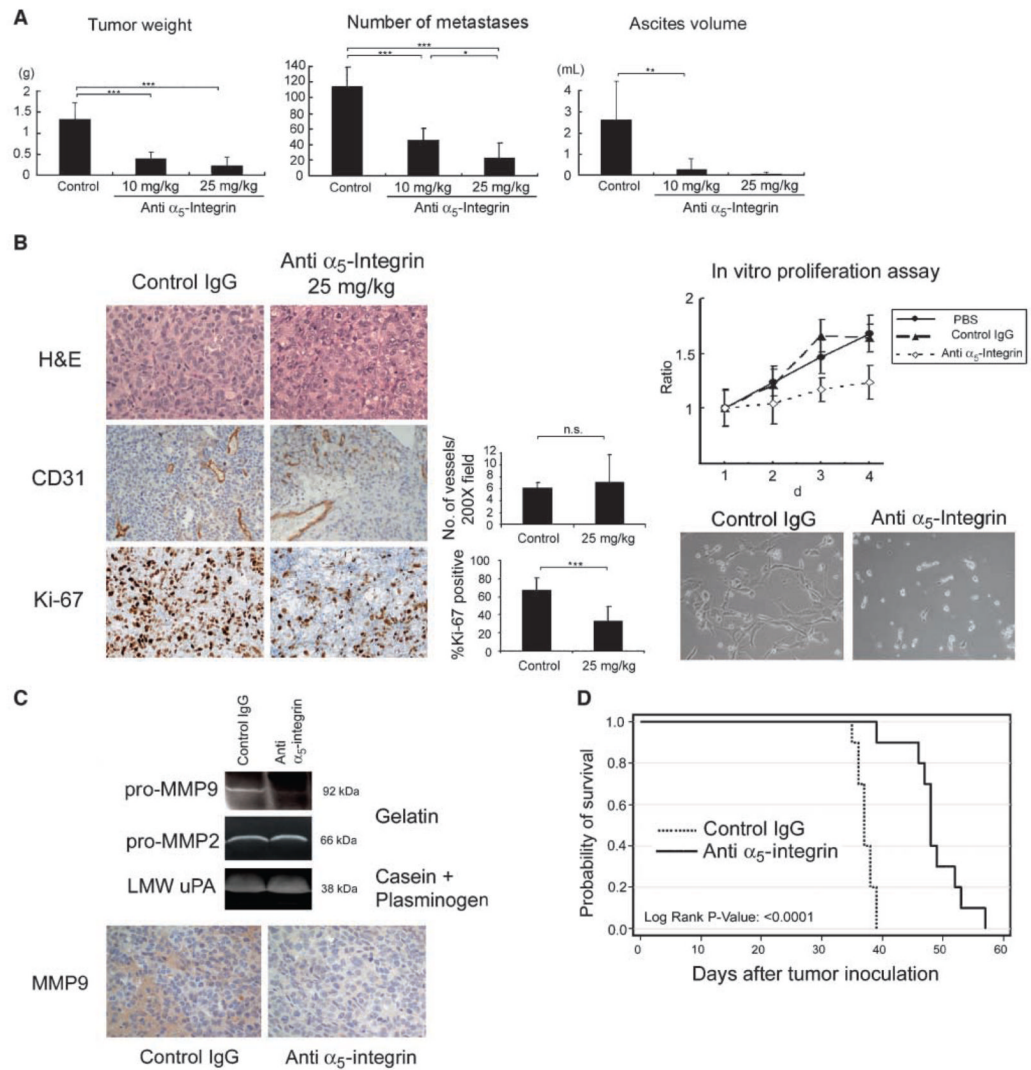 A
Tumor weight
(g)
***
***
2
1.5
1
0.5
0
Control
10 mg/kg
25 mg/kg
Anti α5-Integrin
Number of metastases
***
***
*
140
120
100
80
60
40
20
0
Control
10 mg/kg
25 mg/kg
Anti α5-Integrin
Ascites volume
(mL)
**
4
3
2
1
0
Control
10 mg/kg
25 mg/kg
Anti α5-Integrin
B
Control IgG
Anti α5-Integrin
25 mg/kg
H&E
CD31
Ki-67
No. of vessels/
200X field
n.s.
12
10
8
6
4
2
0
Control
25 mg/kg
%Ki-67 positive
***
100
80
60
40
20
0
Control
25 mg/kg
In vitro proliferation assay
Ratio
2
1.5
1
1
2
3
4
d
PBS
Control IgG
Anti α5-Integrin
Control IgG
Anti α5-Integrin
C
Control IgG
Anti
α5-integrin
pro-MMP9
92 kDa
Gelatin
pro-MMP2
66 kDa
LMW uPA
38 kDa
Casein +
Plasminogen
MMP9
Control IgG
Anti α5-integrin
D
Probability of survival
1.0
0.8
0.6
0.4
0.2
0.0
Control IgG
Anti α5-integrin
Log Rank P-Value: <0.0001
0
10
20
30
40
50
60
Days after tumor inoculation